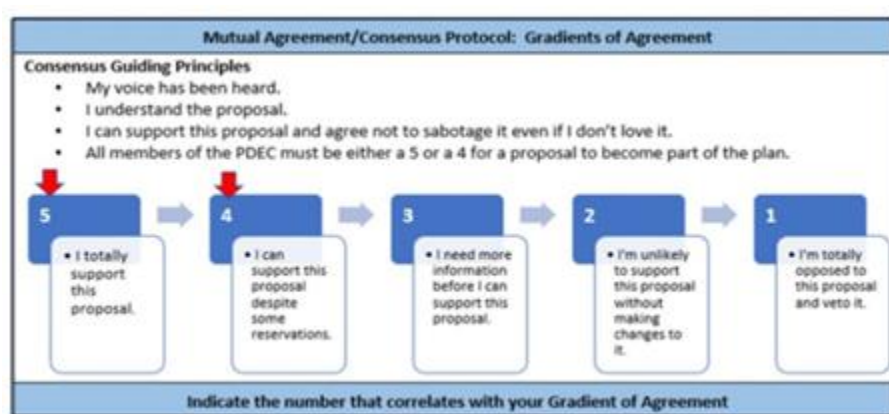 Mutual Agreement/Consensus Protocol: Gradients of Agreement
Consensus Guiding Principles
• My voice has been heard.
• I understand the proposal.
• I can support this proposal and agree not to sabotage it even if I don't love it.
• All members of the PDEC must be either a 5 or a 4 for a proposal to become part of the plan.
5
• I totally
support
this
proposal.
4
• I can
support this
proposal
despite
some
reservations.
3
• I need more
information
before I can
support this
proposal.
2
• I'm unlikely
to support
this proposal
without
making
changes to
it.
1
• I'm totally
opposed to
this proposal
and veto it.
Indicate the number that correlates with your Gradient of Agreement